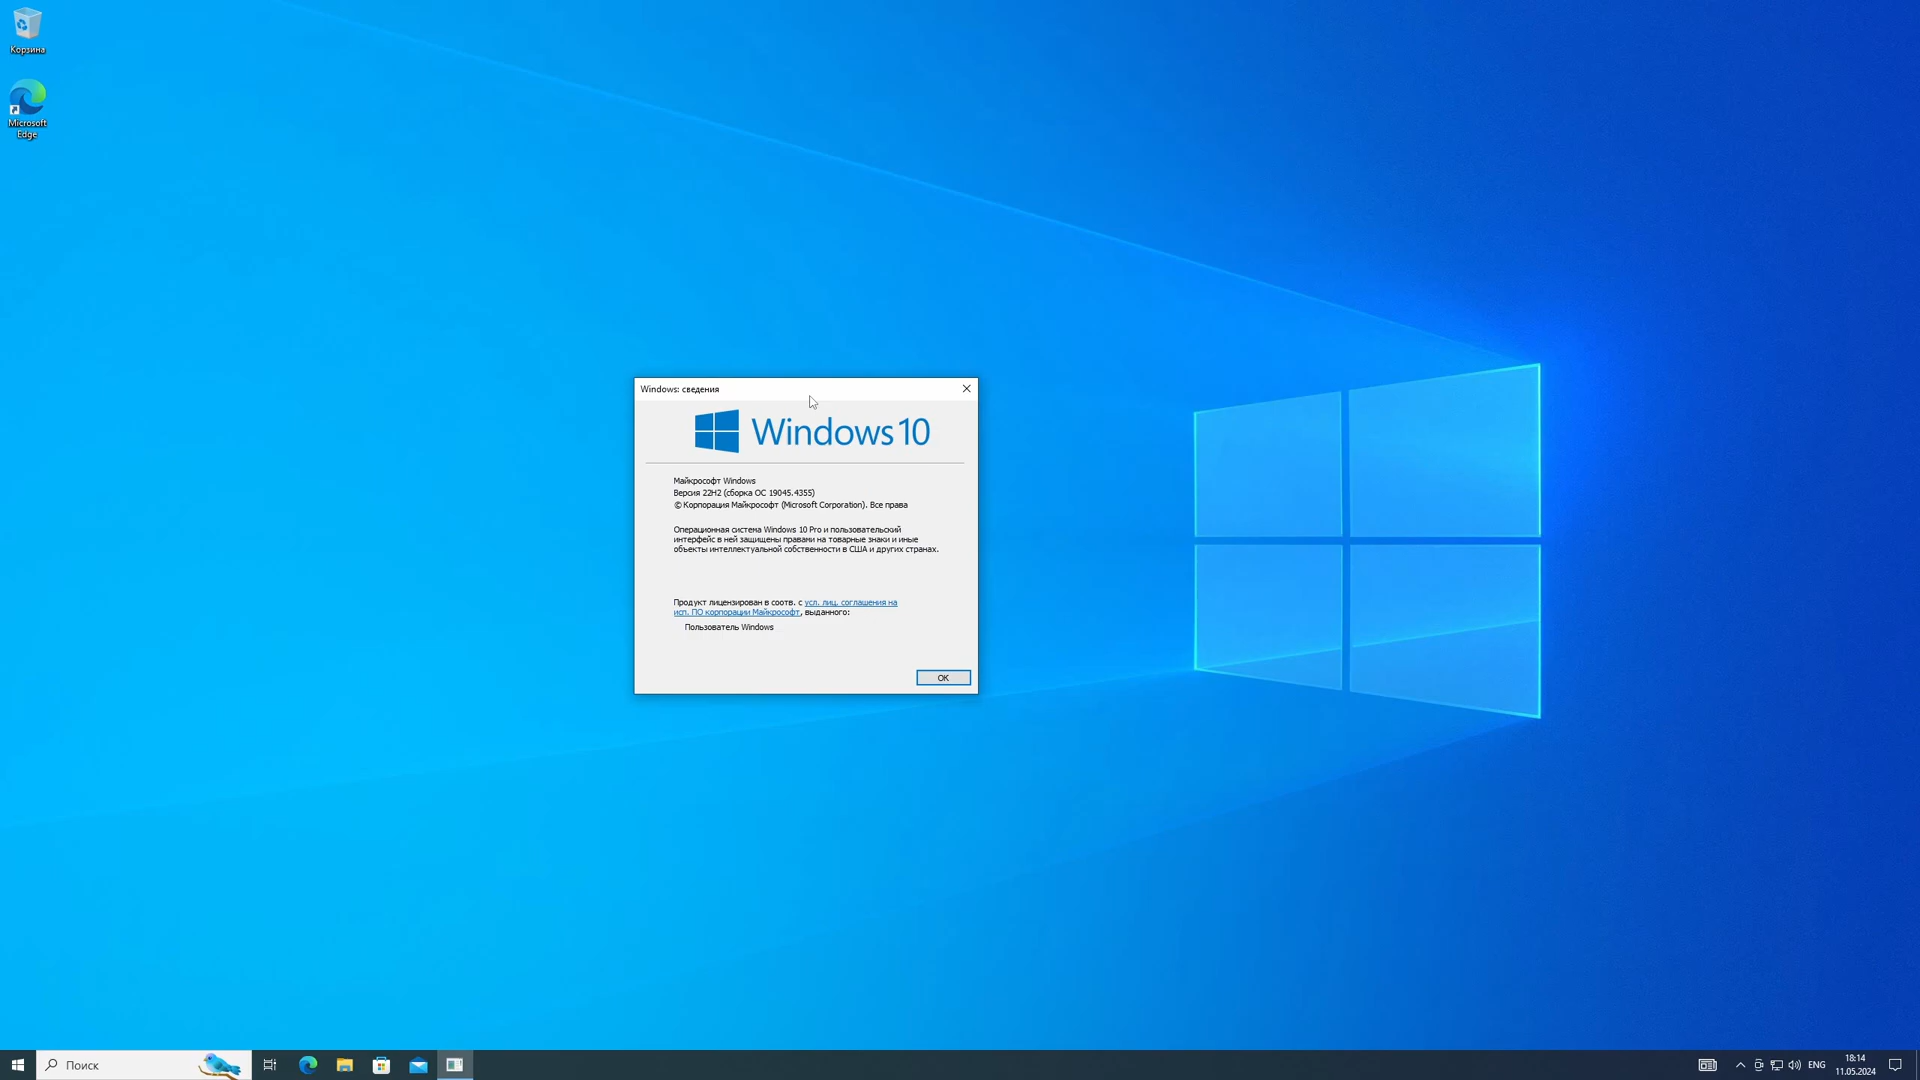 Корзина
Microsoft
Edge
Windows: сведения
Windows 10
Майкрософт Windows
Версия 22H2 (сборка ОС 19045.4355)
© Корпорация Майкрософт (Microsoft Corporation). Все права
Операционная система Windows 10 Pro и пользовательский
интерфейс в ней защищены правами на товарные знаки и иные
объекты интеллектуальной собственности в США и других странах.
Продукт лицензирован в соотв. с усл. лиц. соглашения на
исп. ПО корпорации Майкрософт, выданного:
Пользователь Windows
ОК
Поиск
ENG
18:14
11.05.2024